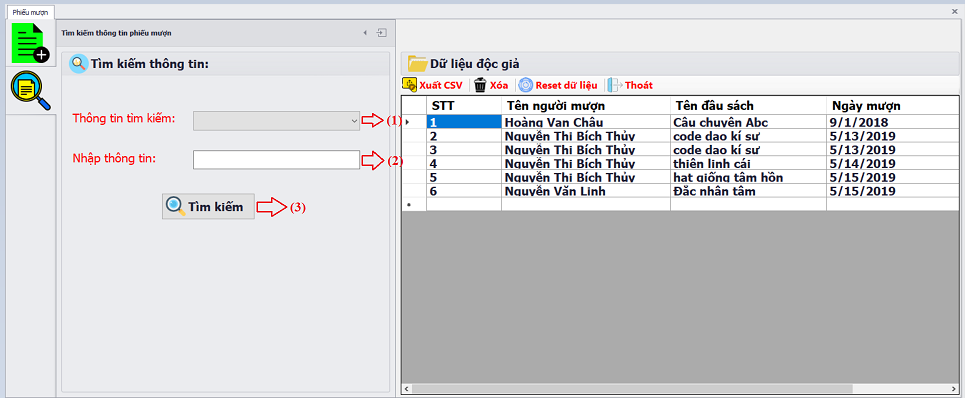 Phiếu mượn
Tìm kiếm thông tin phiếu mượn
Tìm kiếm thông tin:
Thông tin tìm kiếm: (1)
Nhập thông tin: (2)
Tìm kiếm (3)
Dữ liệu độc giả
Xuất CSV Xóa Reset dữ liệu Thoát
STT Tên người mượn Tên đầu sách Ngày mượn
1 Hoàng Van Châu Câu chuyện Abc 9/1/2018
2 Nguyễn Thị Bích Thủy code dao kí sư 5/13/2019
3 Nguyễn Thị Bích Thủy code dao kí sư 5/13/2019
4 Nguyễn Thị Bích Thủy thiên linh cái 5/14/2019
5 Nguyễn Thị Bích Thủy hạt giống tâm hồn 5/15/2019
6 Nguyễn Văn Linh Đắc nhân tâm 5/15/2019